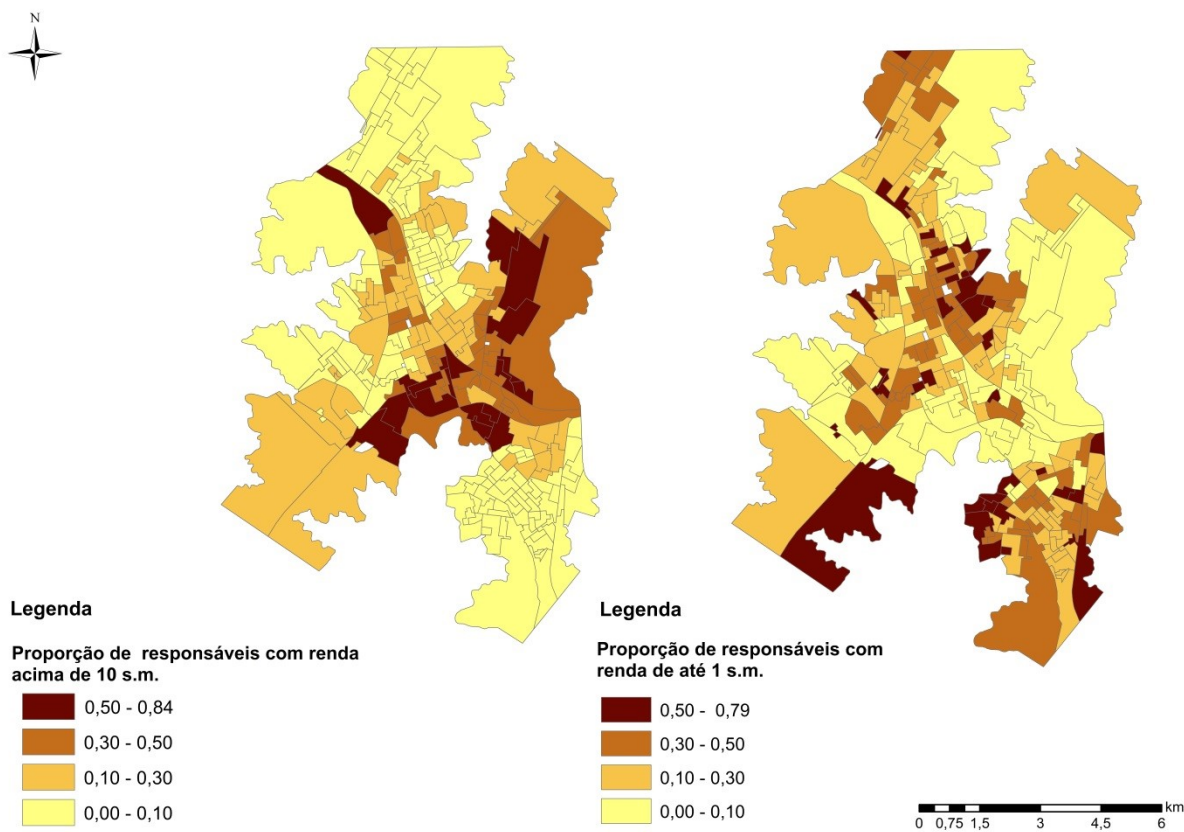 N
Legenda
Proporção de responsáveis com renda
acima de 10 s.m.
0,50 - 0,84
0,30 - 0,50
0,10 - 0,30
0,00 - 0,10
Legenda
Proporção de responsáveis com
renda de até 1 s.m.
0,50 - 0,79
0,30 - 0,50
0,10 - 0,30
0,00 - 0,10
km
0 0,75 1,5 3 4,5 6